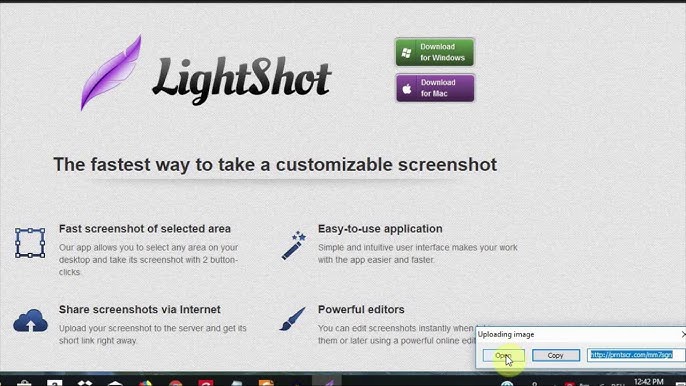 LightShot
Download
for Windows
Download
for Mac
The fastest way to take a customizable screenshot
Fast screenshot of selected area
Our app allows you to select any area on your
desktop and take its screenshot with 2 button-
clicks.
Easy-to-use application
Simple and intuitive user interface makes your work
with the app easier and faster.
Share screenshots via Internet
Upload your screenshot to the server and get its
short link right away.
Powerful editors
You can edit screenshots instantly when
them or later using a powerful online
Uploading image
Open
Copy
http://prntscr.com/mm7sgn
12:42 PM